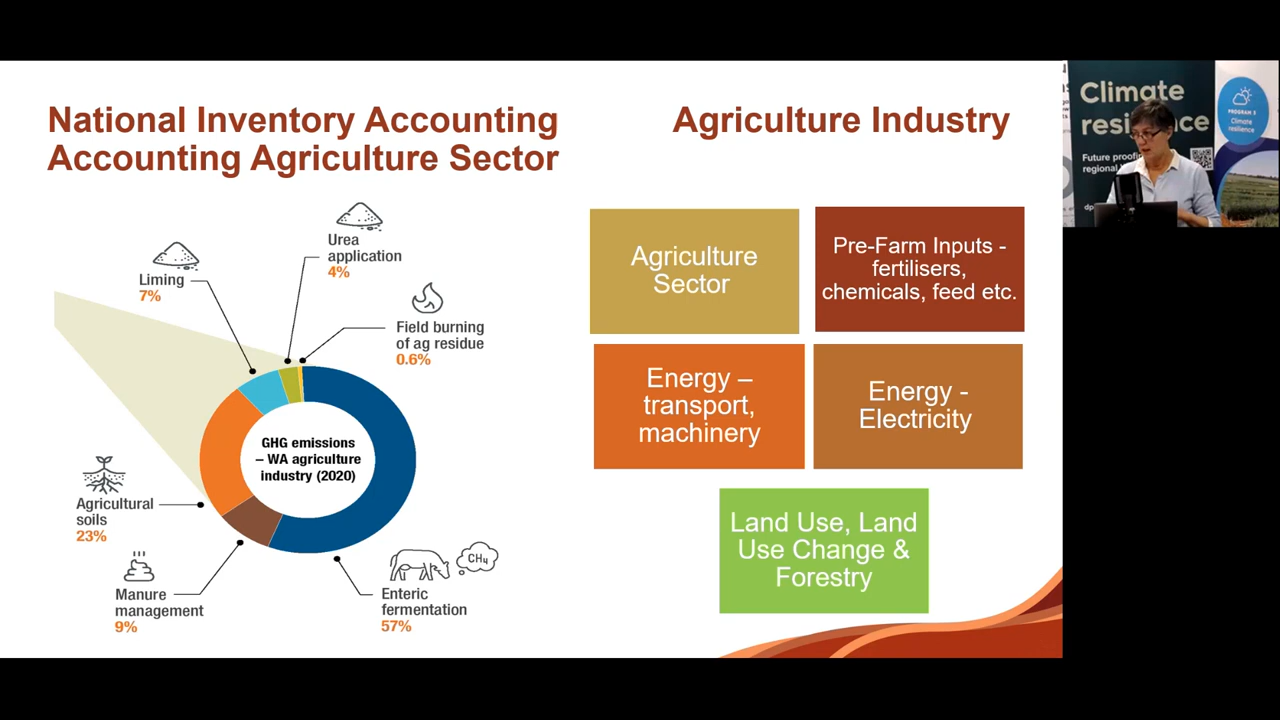 National Inventory Accounting
Accounting Agriculture Sector
Agriculture Industry
Urea
application
4%
Liming
7%
Field burning
of ag residue
0.6%
GHG emissions
– WA agriculture
industry (2020)
Agricultural
soils
23%
Manure
management
9%
CH4
Enteric
fermentation
57%
Agriculture
Sector
Pre-Farm Inputs -
fertilisers,
chemicals, feed etc.
Energy –
transport,
machinery
Energy -
Electricity
Land Use, Land
Use Change &
Forestry
Climate
PROGRAM
Climate
resilience
Future
regional